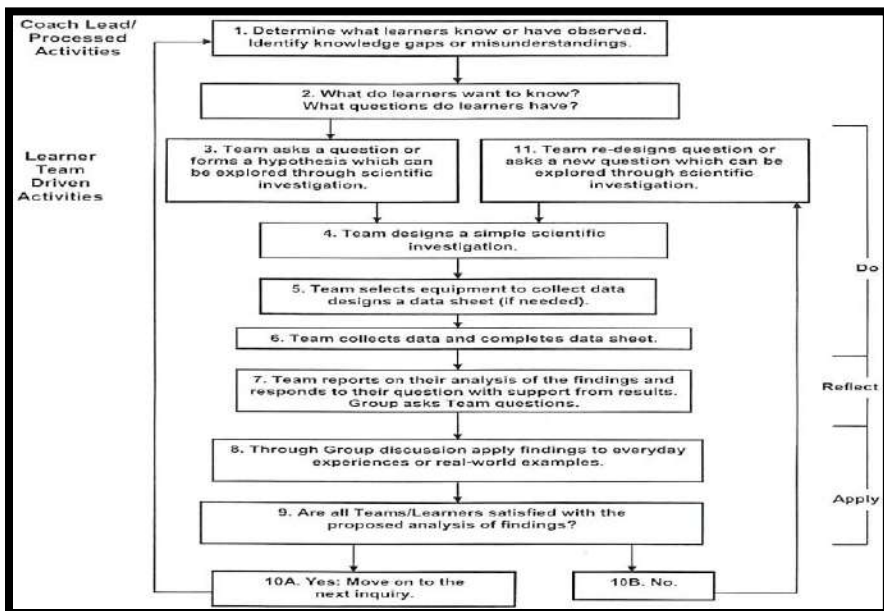 Coach Lead/
Processed
Activities
1. Determine what learners know or have observed.
Identify knowledge gaps or misunderstandings.
2. What do learners want to know?
What questions do learners have?
Learner
Team
Driven
Activities
3. Team asks a question or
forms a hypothesis which can
be explored through scientific
investigation.
11. Team re-designs question or
asks a new question which can be
explored through scientific
investigation.
4. Team designs a simple scientific
investigation.
Do
5. Team selects equipment to collect data
designs a data sheet (if needed).
6. Team collects data and completes data sheet.
7. Team reports on their analysis of the findings and
responds to their question with support from results.
Group asks Team questions.
Reflect
8. Through Group discussion apply findings to everyday
experiences or real-world examples.
Apply
9. Are all Teams/Learners satisfied with the
proposed analysis of findings?
10A. Yes: Move on to the
next inquiry.
10B. No.